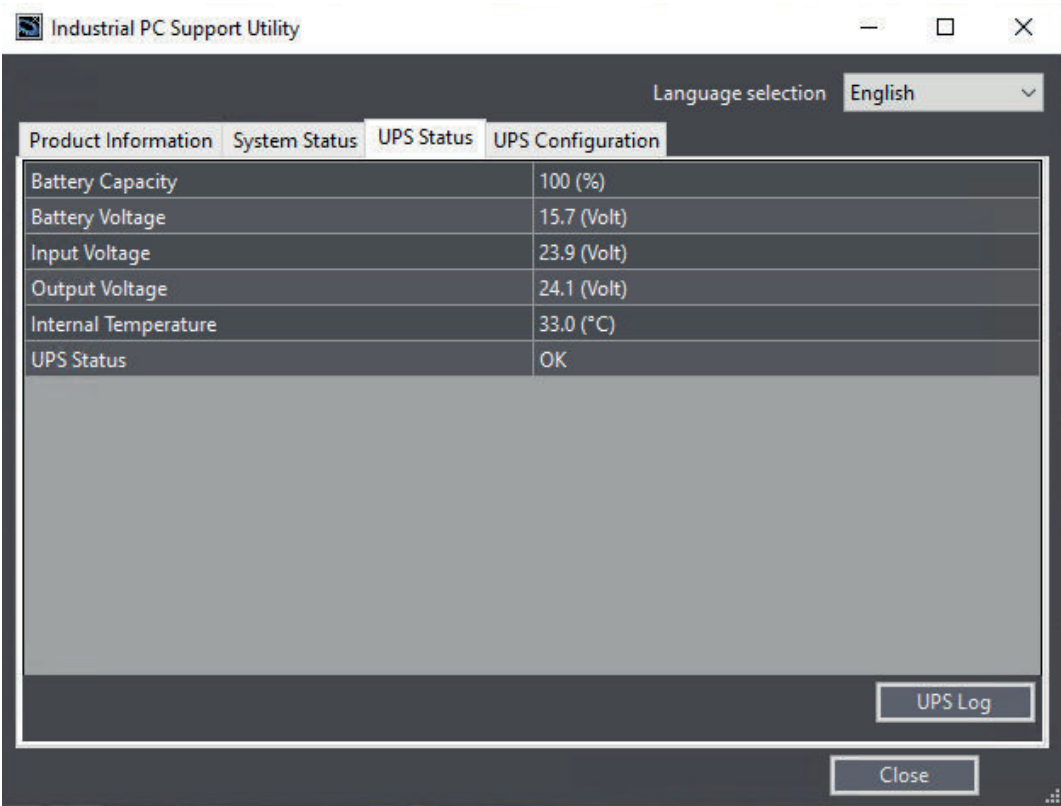 Industrial PC Support Utility
Language selection English
Product Information System Status UPS Status UPS Configuration
Battery Capacity 100 (%)
Battery Voltage 15.7 (Volt)
Input Voltage 23.9 (Volt)
Output Voltage 24.1 (Volt)
Internal Temperature 33.0 (°C)
UPS Status OK
UPS Log
Close